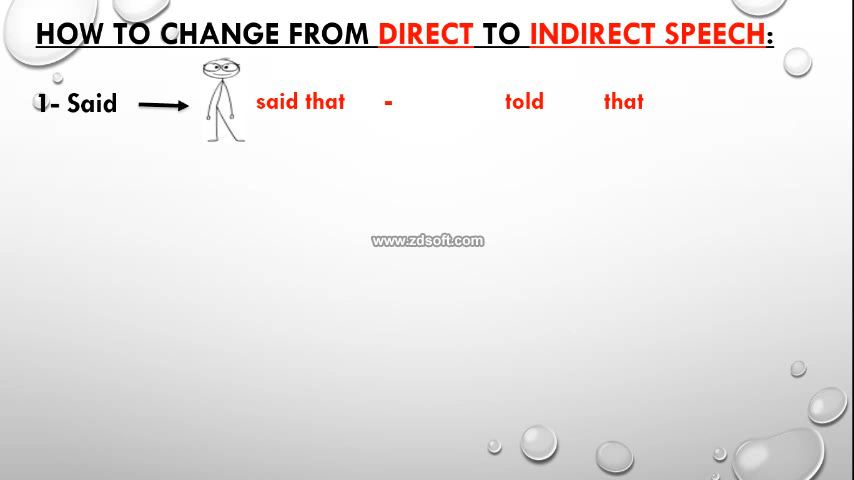 HOW TO CHANGE FROM DIRECT TO INDIRECT SPEECH:
1- Said said that - told that
www.zdsoft.com